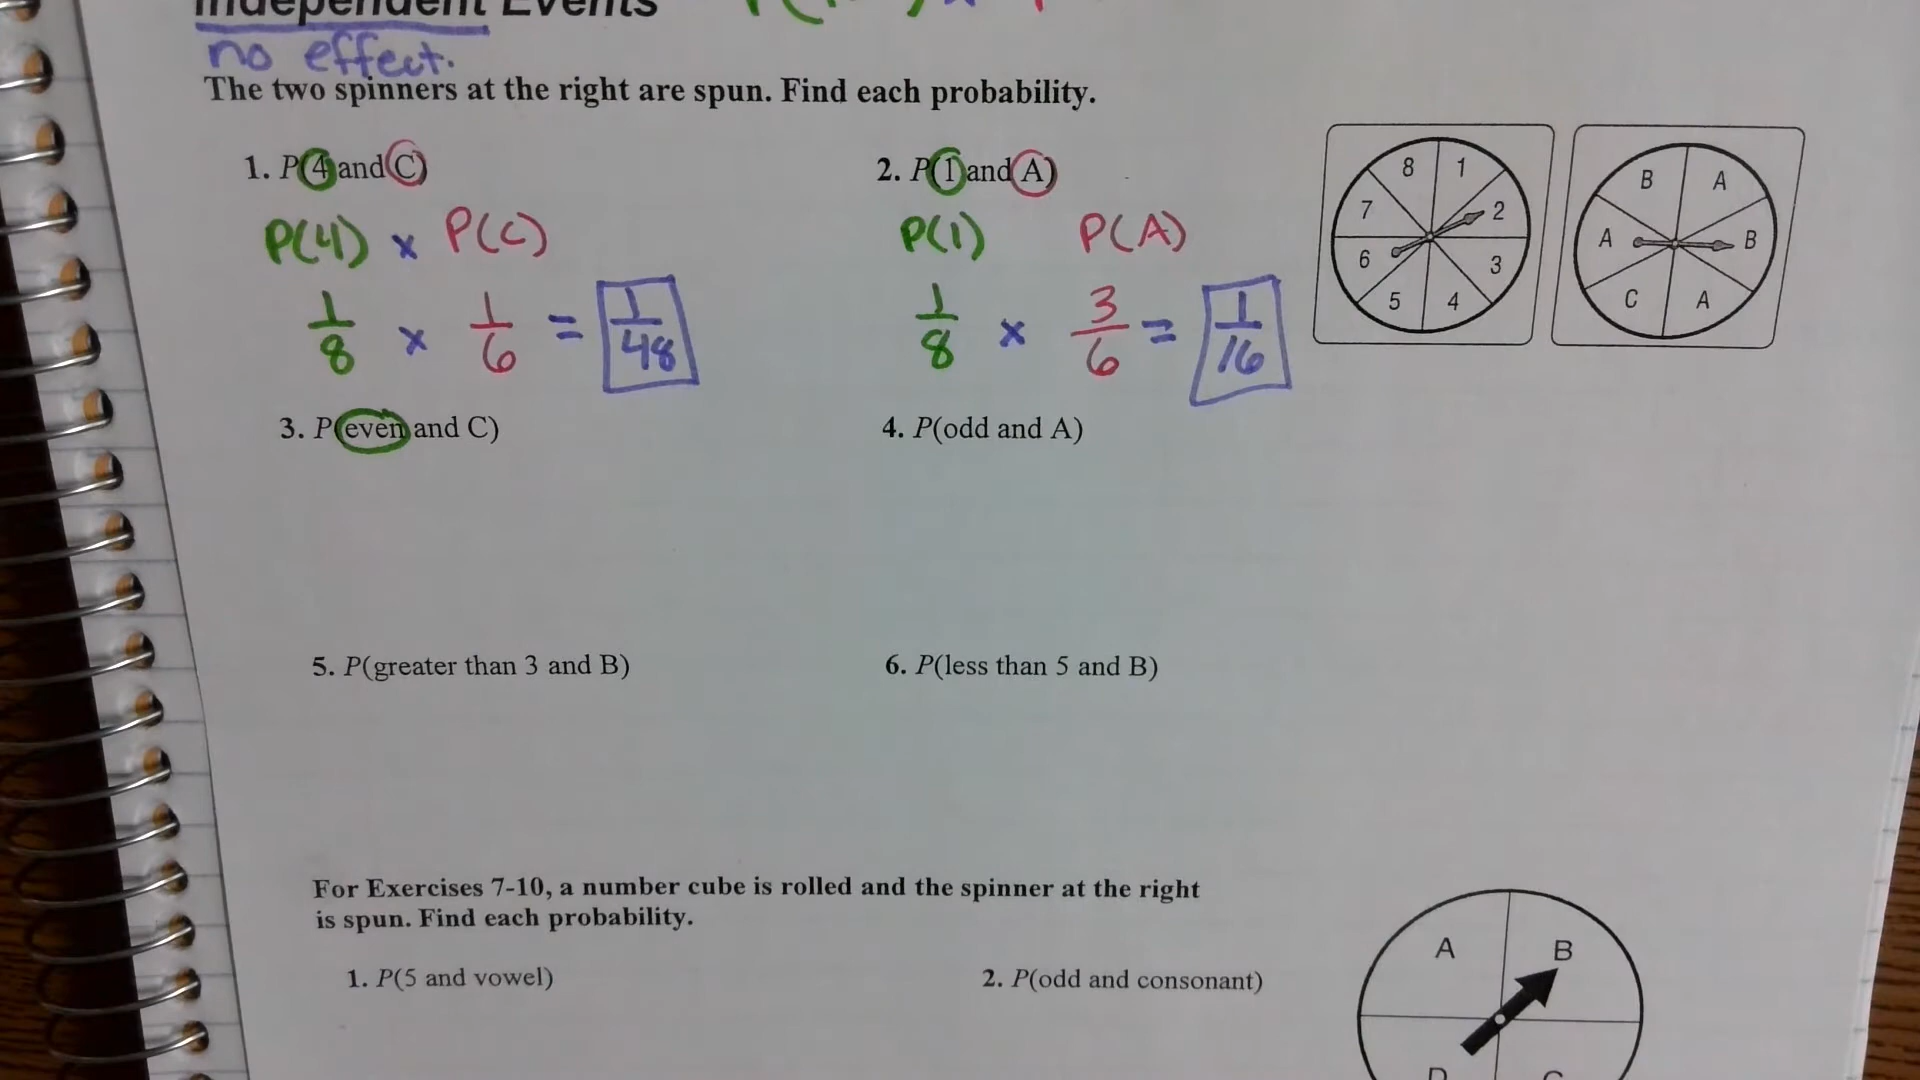 Independent Events
no effect.
The two spinners at the right are spun. Find each probability.
1. P(4 and C)
2. P(1 and A)
P(4) x P(C)
P(1) P(A)
1/8 x 1/6 = 1/48
1/8 x 3/6 = 1/16
8 1
7 2
6 3
5 4
B A
A B
C A
3. P(even and C)
4. P(odd and A)
5. P(greater than 3 and B)
6. P(less than 5 and B)
For Exercises 7-10, a number cube is rolled and the spinner at the right
is spun. Find each probability.
1. P(5 and vowel)
2. P(odd and consonant)
A B
D C